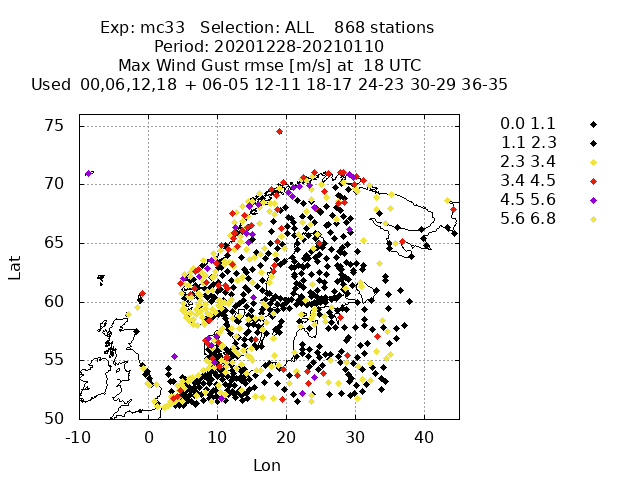 Exp: mc33 Selection: ALL 868 stations
Period: 20201228-20210110
Max Wind Gust rmse [m/s] at 18 UTC
Used 00,06,12,18 + 06-05 12-11 18-17 24-23 30-29 36-35
75
70
65
60
55
50
Lat
-10 0 10 20 30 40
Lon
0.0 1.1
1.1 2.3
2.3 3.4
3.4 4.5
4.5 5.6
5.6 6.8